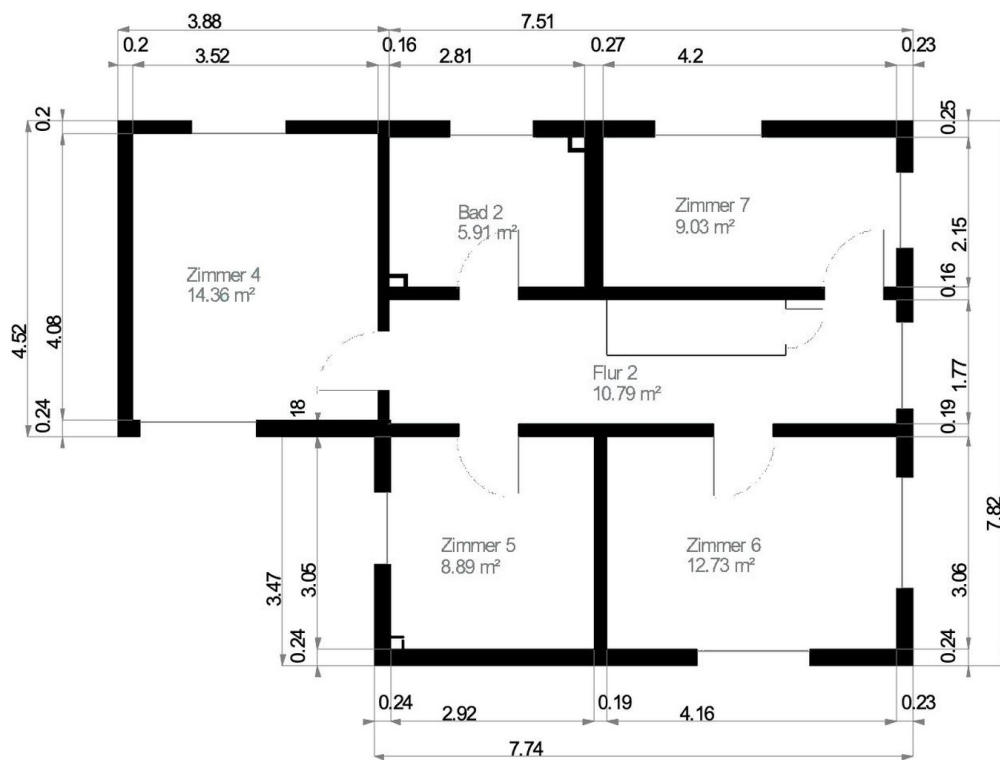 3.88
7.51
0.2
0.16
0.27
0.23
3.52
2.81
4.2
0.2
0.25
Bad 2
5.91 m²
Zimmer 7
9.03 m²
2.15
Zimmer 4
14.36 m²
0.16
4.52
4.08
Flur 2
10.79 m²
1.77
18
0.24
0.19
7.82
Zimmer 5
8.89 m²
Zimmer 6
12.73 m²
3.47
3.05
3.06
0.24
0.24
0.24
0.19
0.23
2.92
4.16
7.74